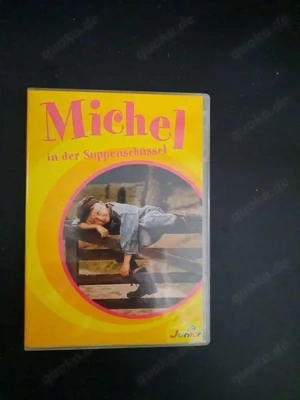 Michel
in der Suppenschüssel
Junior